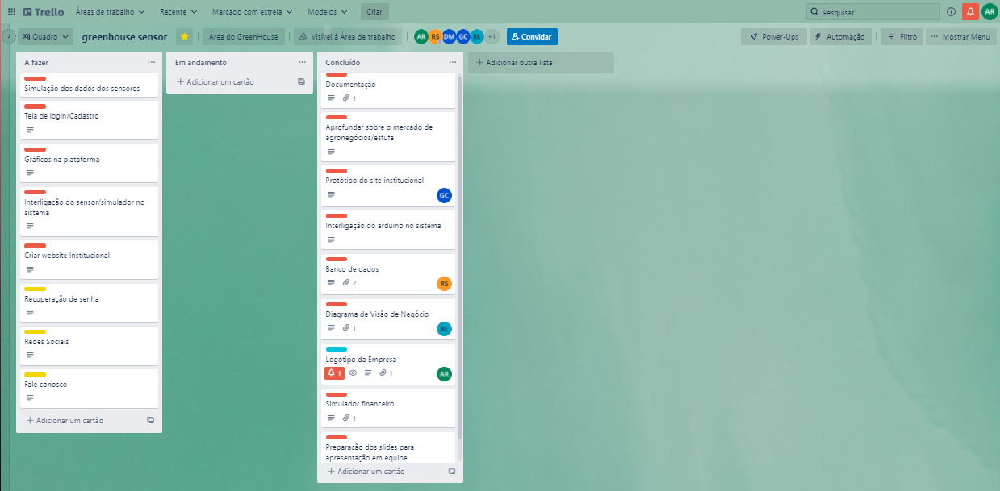 Trello
Áreas de trabalho
Recente
Marcado com estrela
Modelos
Criar
Pesquisar
AR
Quadro
greenhouse sensor
Área do GreenHouse
Visível à Área de trabalho
AR
RS
DM
GC
RL
+1
Convidar
Power-Ups
Automação
Filtro
Mostrar Menu
A fazer
Simulação dos dados dos sensores
Tela de login/Cadastro
Gráficos na plataforma
Interligação do sensor/simulador no
sistema
Criar website Institucional
Recuperação de senha
Redes Sociais
Fale conosco
Adicionar um cartão
Em andamento
Adicionar um cartão
Concluído
Documentação
1
Aprofundar sobre o mercado de
agronegócios/estufa
Protótipo do site institucional
GC
Interligação do arduino no sistema
Banco de dados
2
RS
Diagrama de Visão de Negócio
1
RL
Logotipo da Empresa
1
1
AR
Simulador financeiro
1
Preparação dos slides para
apresentação em equipe
Adicionar um cartão
Adicionar outra lista